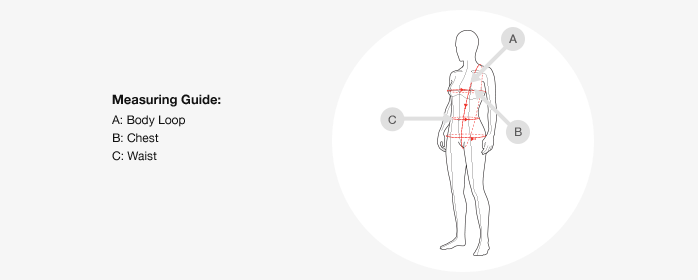 Measuring Guide:
A: Body Loop
B: Chest
C: Waist
A
C
B